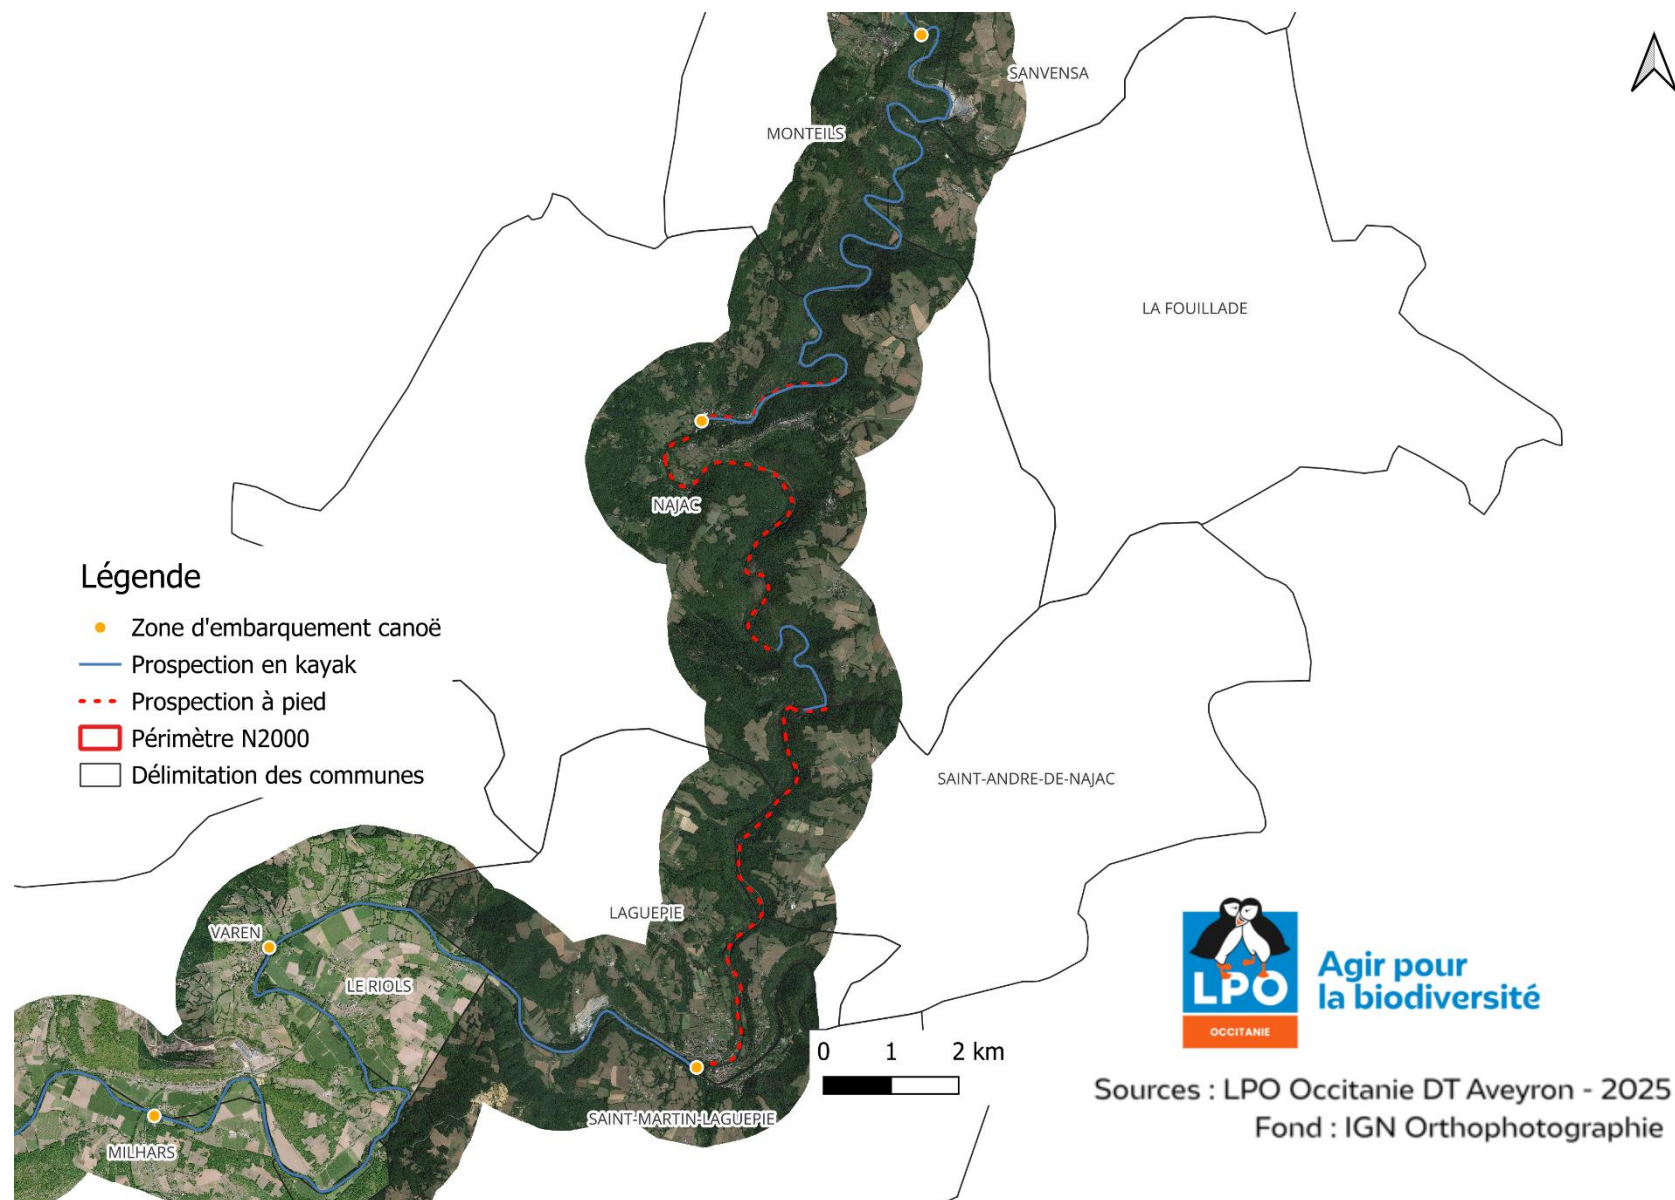 SANVENSA
MONTEILS
LA FOUILLADE
NAJAC
Légende
Zone d'embarquement canoë
Prospection en kayak
Prospection à pied
Périmètre N2000
Délimitation des communes
SAINT-ANDRE-DE-NAJAC
LAGUEPIE
VAREN
LE RIOLS
0 1 2 km
SAINT-MARTIN-LAGUEPIE
MILHARS
LPO
OCCITANIE
Agir pour
la biodiversité
Sources : LPO Occitanie DT Aveyron - 2025
Fond : IGN Orthophotographie